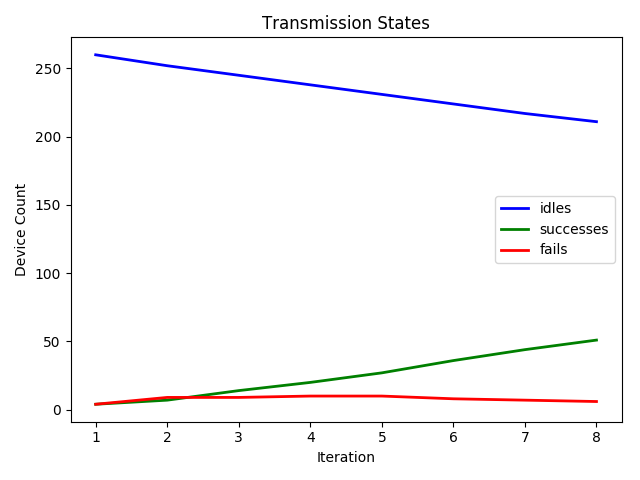 Transmission States
Device Count
250
200
150
100
50
0
idles
successes
fails
1 2 3 4 5 6 7 8
Iteration